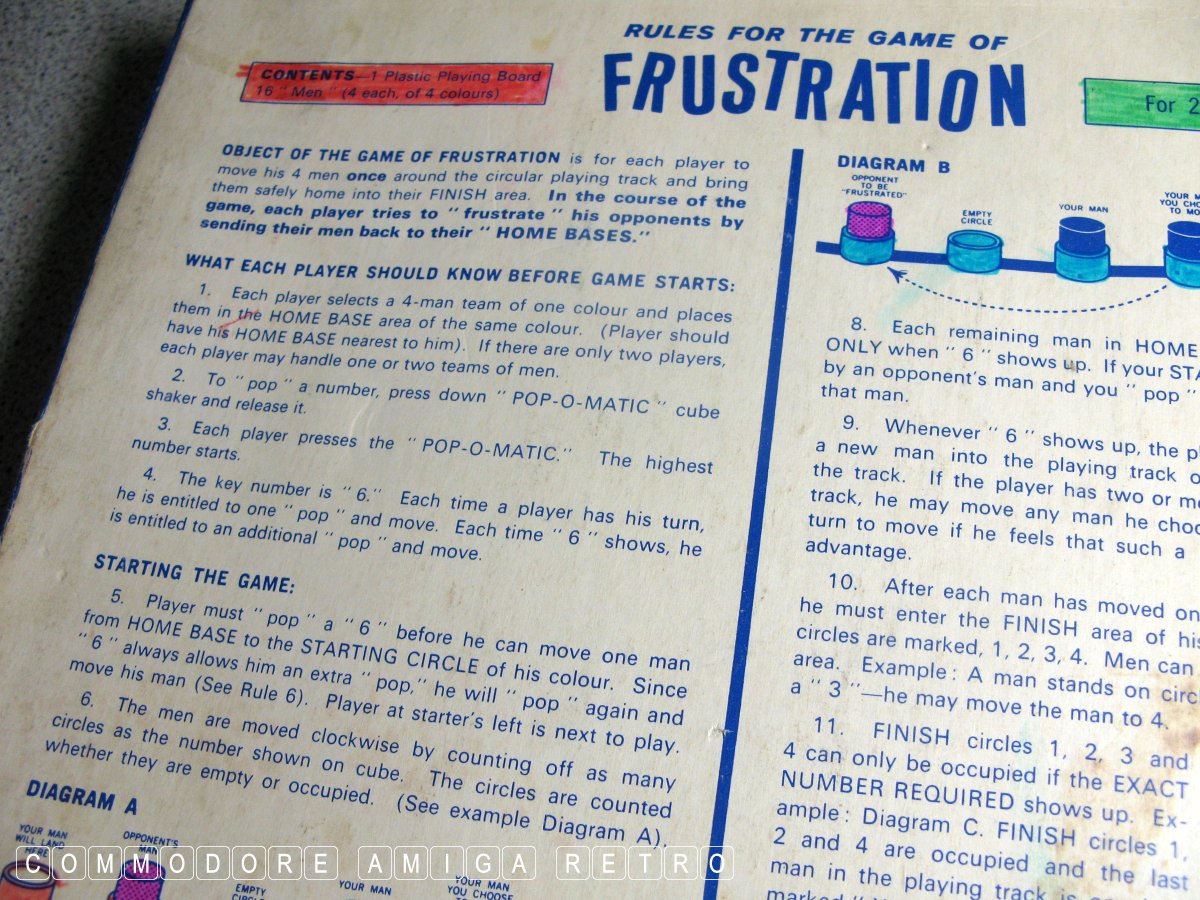 RULES FOR THE GAME OF
FRUSTRATION
CONTENTS—1 Plastic Playing Board
16 "Men" (4 each, of 4 colours)
For 2
OBJECT OF THE GAME OF FRUSTRATION is for each player to
move his 4 men once around the circular playing track and bring
them safely home into their FINISH area. In the course of the
game, each player tries to "frustrate" his opponents by
sending their men back to their "HOME BASES."
WHAT EACH PLAYER SHOULD KNOW BEFORE GAME STARTS:
1. Each player selects a 4-man team of one colour and places
them in the HOME BASE area of the same colour. (Player should
have his HOME BASE nearest to him). If there are only two players,
each player may handle one or two teams of men.
2. To "pop" a number, press down "POP-O-MATIC" cube
shaker and release it.
3. Each player presses the "POP-O-MATIC." The highest
number starts.
4. The key number is "6." Each time a player has his turn,
he is entitled to one "pop" and move. Each time "6" shows, he
is entitled to an additional "pop" and move.
STARTING THE GAME:
5. Player must "pop" a "6" before he can move one man
from HOME BASE to the STARTING CIRCLE of his colour. Since
"6" always allows him an extra "pop," he will "pop" again and
move his man (See Rule 6). Player at starter's left is next to play.
6. The men are moved clockwise by counting off as many
circles as the number shown on cube. The circles are counted
whether they are empty or occupied. (See example Diagram A).
DIAGRAM A
YOUR MAN
WILL LAND
HERE
OPPONENT'S
MAN
EMPTY
CIRCLE
YOUR MAN
YOUR MAN
YOU CHOOSE
DIAGRAM B
OPPONENT
TO BE
"FRUSTRATED"
EMPTY
CIRCLE
YOUR MAN
YOUR
YOU
TO
8. Each remaining man in HOME
ONLY when "6" shows up. If your
by an opponent's man and you "pop"
that man.
9. Whenever "6" shows up, the
a new man into the playing track
the track. If the player has two or
track, he may move any man he
turn to move if he feels that such a
advantage.
10. After each man has moved
he must enter the FINISH area of
circles are marked, 1, 2, 3, 4. Men can
area. Example: A man stands on
a "3"—he may move the man to 4.
11. FINISH circles 1, 2, 3 and
4 can only be occupied if the EXACT
NUMBER REQUIRED shows up. Ex-
ample: Diagram C. FINISH circles 1,
2 and 4 are occupied and the last
man in the playing track is
marked
COMMODORE AMIGA RETRO